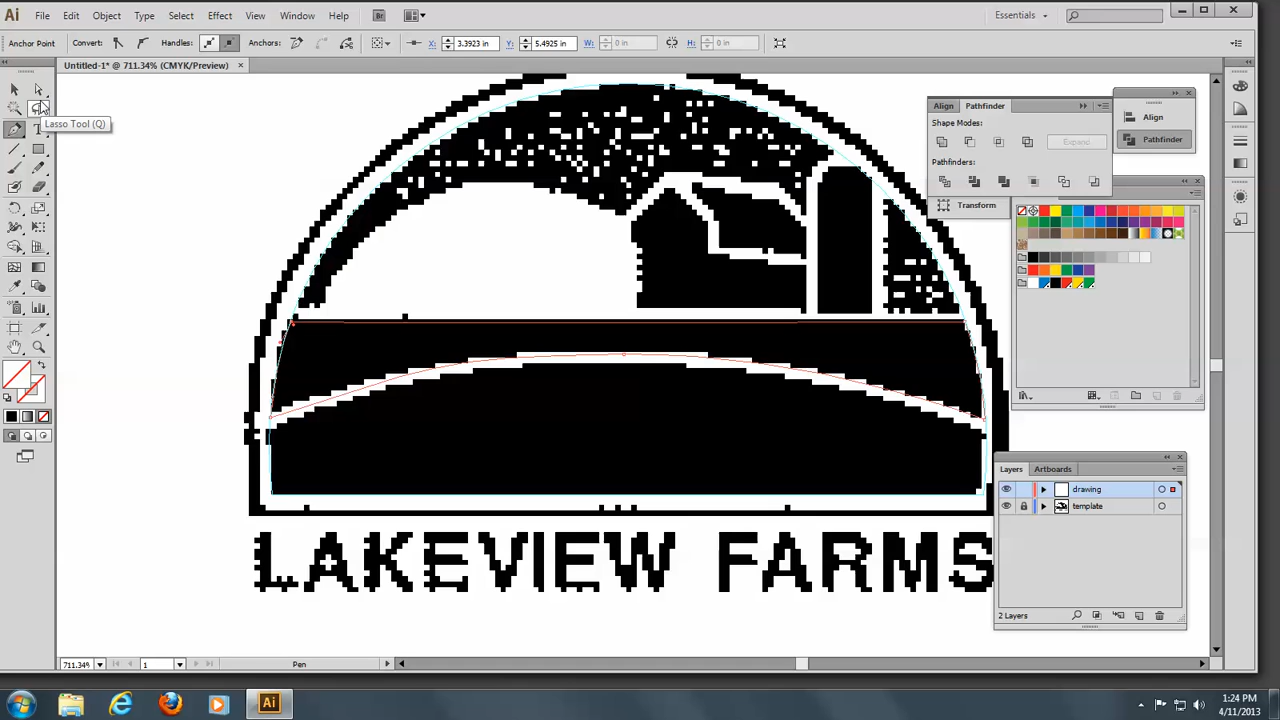 Ai File Edit Object Type Select Effect View Window Help Br Essentials
Anchor Point Convert: Handles: Anchors: X: 3.3923 in Y: 5.4925 in W: 0 in H: 0 in
Untitled-1* @ 711.34% (CMYK/Preview) ×
Lasso Tool (Q)
Align Pathfinder
Shape Modes:
Expand
Pathfinders:
Transform
Align
Pathfinder
Layers Artboards
drawing
template
2 Layers
LAKEVIEW FARMS
711.34% 1 Pen
Ai
1:24 PM
4/11/2013